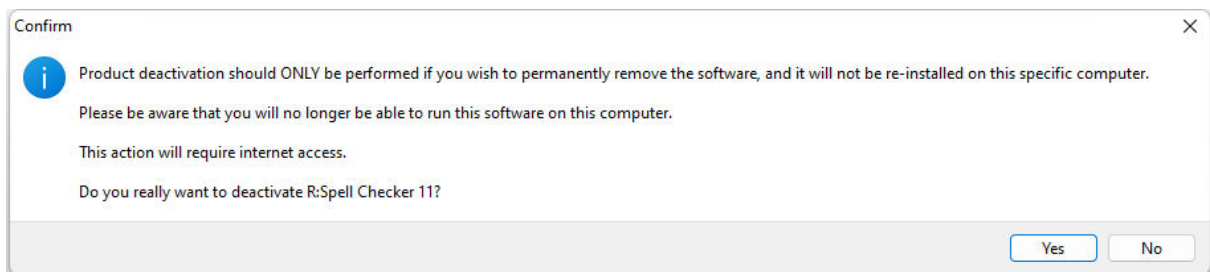 Confirm
Product deactivation should ONLY be performed if you wish to permanently remove the software, and it will not be re-installed on this specific computer.
Please be aware that you will no longer be able to run this software on this computer.
This action will require internet access.
Do you really want to deactivate R:Spell Checker 11?
Yes No